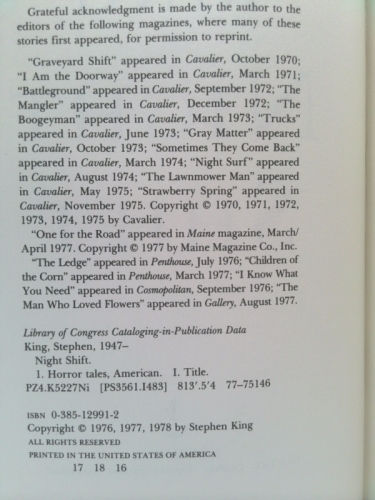 Grateful acknowledgment is made by the author to the
editors of the following magazines, where many of these
stories first appeared, for permission to reprint.
"Graveyard Shift" appeared in Cavalier, October 1970;
"I Am the Doorway" appeared in Cavalier, March 1971;
"Battleground" appeared in Cavalier, September 1972; "The
Mangler" appeared in Cavalier, December 1972; "The
Boogeyman" appeared in Cavalier, March 1973; "Trucks"
appeared in Cavalier, June 1973; "Gray Matter" appeared
in Cavalier, October 1973; "Sometimes They Come Back"
appeared in Cavalier, March 1974; "Night Surf" appeared
in Cavalier, August 1974; "The Lawnmower Man" appeared
in Cavalier, May 1975; "Strawberry Spring" appeared in
Cavalier, November 1975. Copyright © 1970, 1971, 1972,
1973, 1974, 1975 by Cavalier.
"One for the Road" appeared in Maine magazine, March/
April 1977. Copyright © 1977 by Maine Magazine Co., Inc.
"The Ledge" appeared in Penthouse, July 1976; "Children of
the Corn" appeared in Penthouse, March 1977; "I Know What
You Need" appeared in Cosmopolitan, September 1976; "The
Man Who Loved Flowers" appeared in Gallery, August 1977.
Library of Congress Cataloging-in-Publication Data
King, Stephen, 1947–
Night Shift.
1. Horror tales, American. I. Title.
PZ4.K5227Ni [PS3561.I483] 813'.5'4 77–75146
ISBN 0-385-12991-2
Copyright © 1976, 1977, 1978 by Stephen King
ALL RIGHTS RESERVED
PRINTED IN THE UNITED STATES OF AMERICA
17 18 16